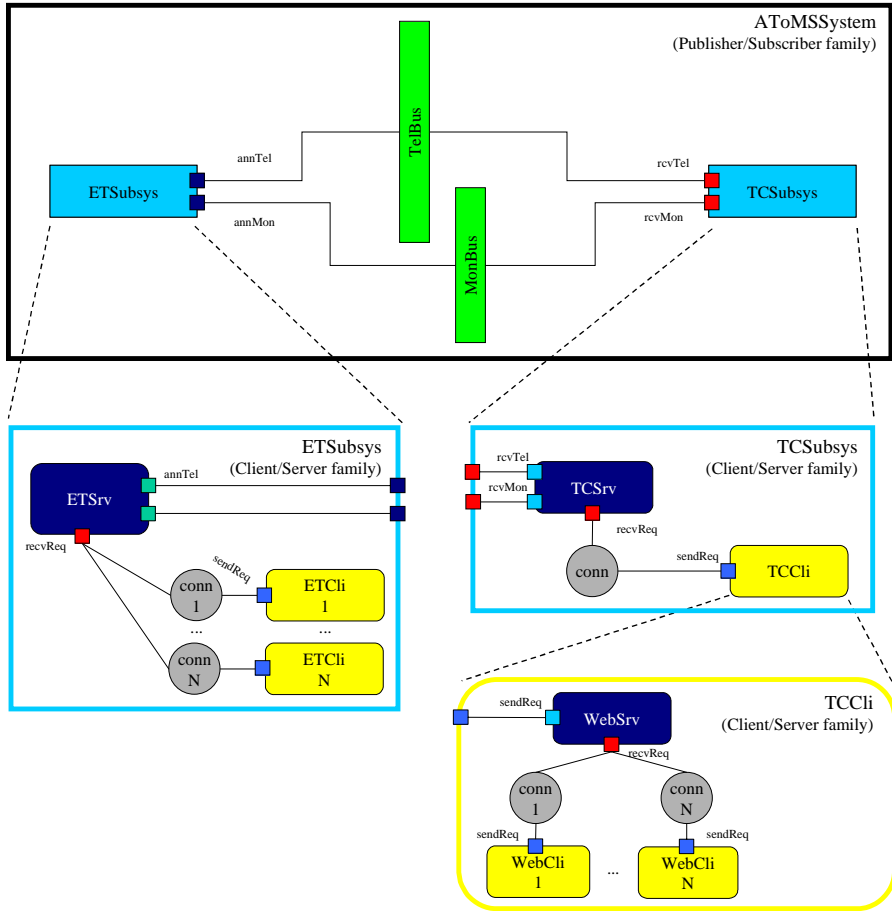 AToMSSystem
(Publisher/Subscriber family)
TelBus
annTel
rcvTel
ETSubsys
TCSubsys
annMon
rcvMon
MonBus
ETSubsys
(Client/Server family)
annTel
ETSrv
recvReq
sendReq
conn
1
ETCli
1
...
...
conn
N
ETCli
N
TCSubsys
(Client/Server family)
rcvTel
rcvMon
TCSrv
recvReq
sendReq
conn
TCCli
TCCli
(Client/Server family)
sendReq
WebSrv
recvReq
conn
1
conn
N
sendReq
sendReq
WebCli
1
...
WebCli
N